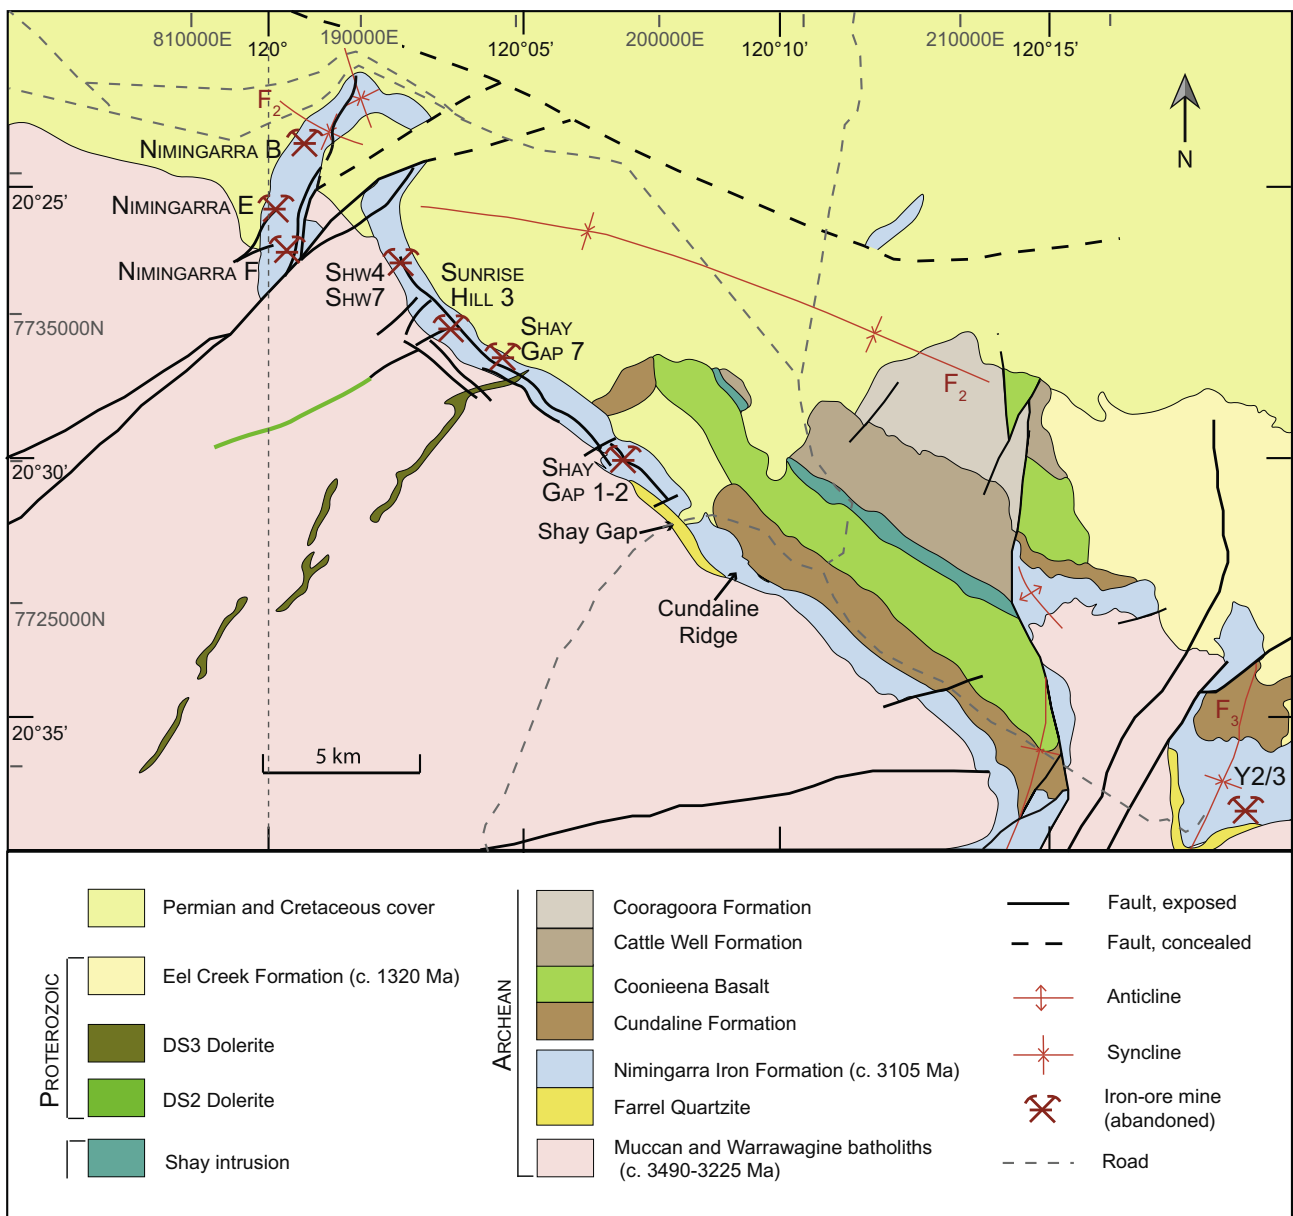 810000E 120° 190000E 120°05’ 200000E 120°10’ 210000E 120°15’
F2
N
NIMINGARRA B
20°25’
NIMINGARRA E
NIMINGARRA F
SHW4
SHW7
SUNRISE
HILL 3
7735000N
SHAY
GAP 7
F2
20°30’
SHAY
GAP 1-2
Shay Gap
Cundaline
Ridge
7725000N
20°35’
F3
5 km
Y2/3
Permian and Cretaceous cover
PROTEROZOIC
Eel Creek Formation (c. 1320 Ma)
DS3 Dolerite
DS2 Dolerite
Shay intrusion
ARCHEAN
Cooragoora Formation
Cattle Well Formation
Coonieena Basalt
Cundaline Formation
Nimingarra Iron Formation (c. 3105 Ma)
Farrel Quartzite
Muccan and Warrawagine batholiths
(c. 3490-3225 Ma)
Fault, exposed
Fault, concealed
Anticline
Syncline
Iron-ore mine
(abandoned)
Road